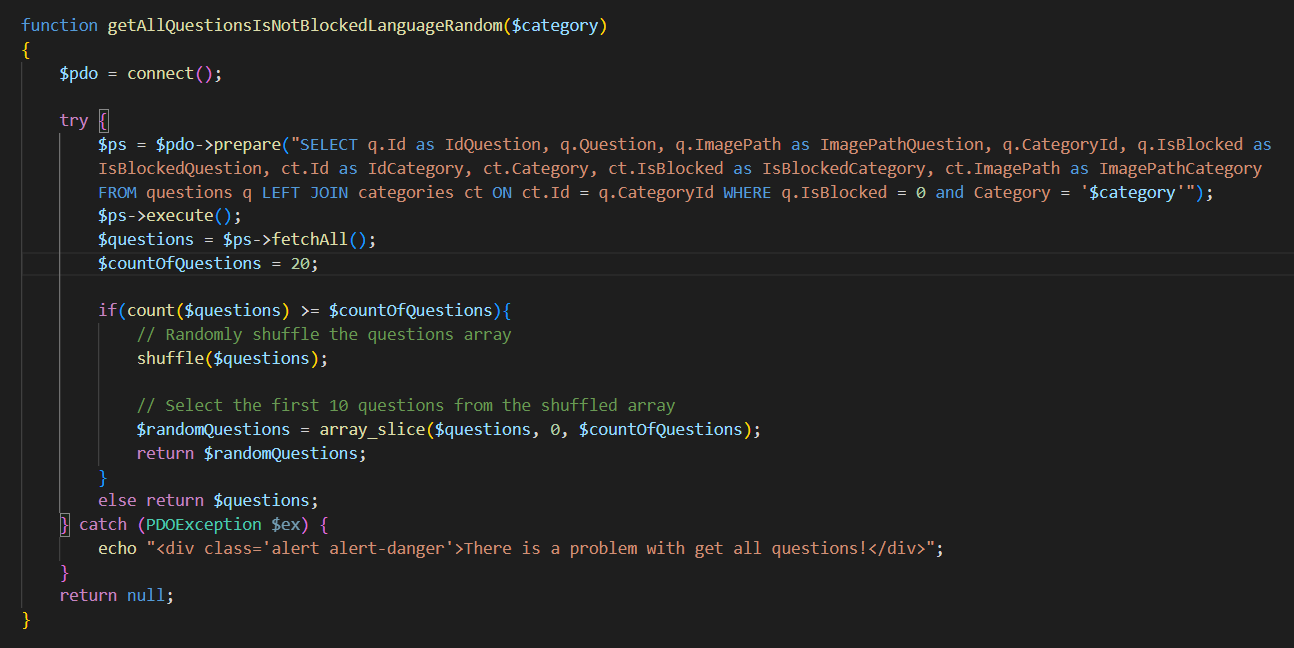 function getAllQuestionsIsNotBlockedLanguageRandom($category)
{
    $pdo = connect();

    try {
        $ps = $pdo->prepare("SELECT q.Id as IdQuestion, q.Question, q.ImagePath as ImagePathQuestion, q.CategoryId, q.IsBlocked as
        IsBlockedQuestion, ct.Id as IdCategory, ct.Category, ct.IsBlocked as IsBlockedCategory, ct.ImagePath as ImagePathCategory
        FROM questions q LEFT JOIN categories ct ON ct.Id = q.CategoryId WHERE q.IsBlocked = 0 and Category = '$category'");
        $ps->execute();
        $questions = $ps->fetchAll();
        $countOfQuestions = 20;

        if(count($questions) >= $countOfQuestions){
            // Randomly shuffle the questions array
            shuffle($questions);

            // Select the first 10 questions from the shuffled array
            $randomQuestions = array_slice($questions, 0, $countOfQuestions);
            return $randomQuestions;
        }
        else return $questions;
    } catch (PDOException $ex) {
        echo "<div class='alert alert-danger'>There is a problem with get all questions!</div>";
    }
    return null;
}